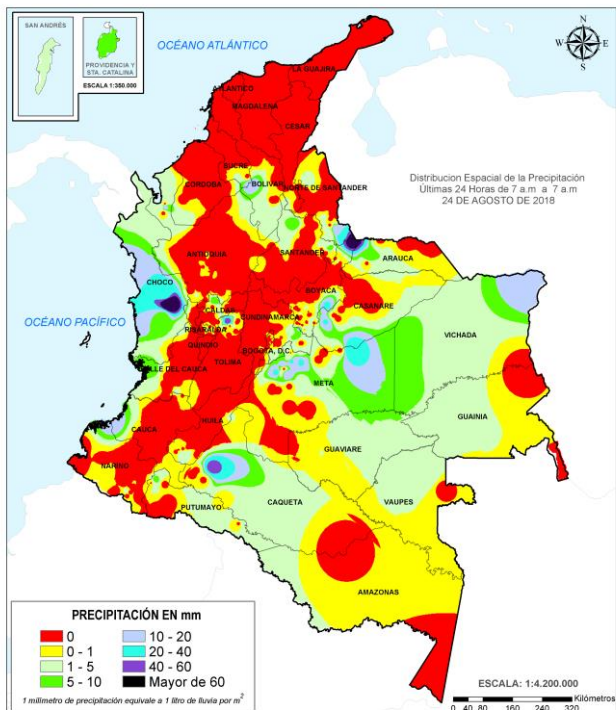 SAN ANDRÉS
PROVIDENCIA Y
STA. CATALINA
ESCALA 1:350.000
OCÉANO ATLÁNTICO
N
W E
S
LA GUAJIRA
ATLÁNTICO
MAGDALENA
CESAR
SUCRE
CORDOBA
BOLIVAR
NORTE DE SANTANDER
Distribucion Espacial de la Precipitación
Últimas 24 Horas de 7 a.m a 7 a.m
24 DE AGOSTO DE 2018
ANTIOQUIA
SANTANDER
ARAUCA
CHOCO
BOYACA
CASANARE
OCÉANO PACÍFICO
CALDAS
CUNDINAMARCA
RISARALDA
VICHADA
QUINDIO
BOGOTÁ, D.C.
TOLIMA
VALLE DEL CAUCA
META
GUAINIA
CAUCA
HUILA
GUAVIARE
NARIÑO
CAQUETA
VAUPES
PUTUMAYO
AMAZONAS
PRECIPITACIÓN EN mm
0 10 - 20
0 - 1 20 - 40
1 - 5 40 - 60
5 - 10 Mayor de 60
1 milímetro de precipitación equivale a 1 litro de lluvia por m2
ESCALA: 1:4.200.000
Kilómetros
0 40 80 160 240 320